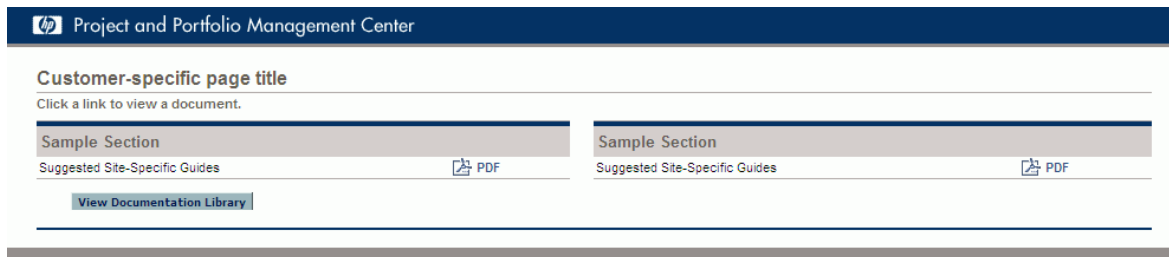 hp Project and Portfolio Management Center
Customer-specific page title
Click a link to view a document.
Sample Section
Suggested Site-Specific Guides PDF
Sample Section
Suggested Site-Specific Guides PDF
View Documentation Library